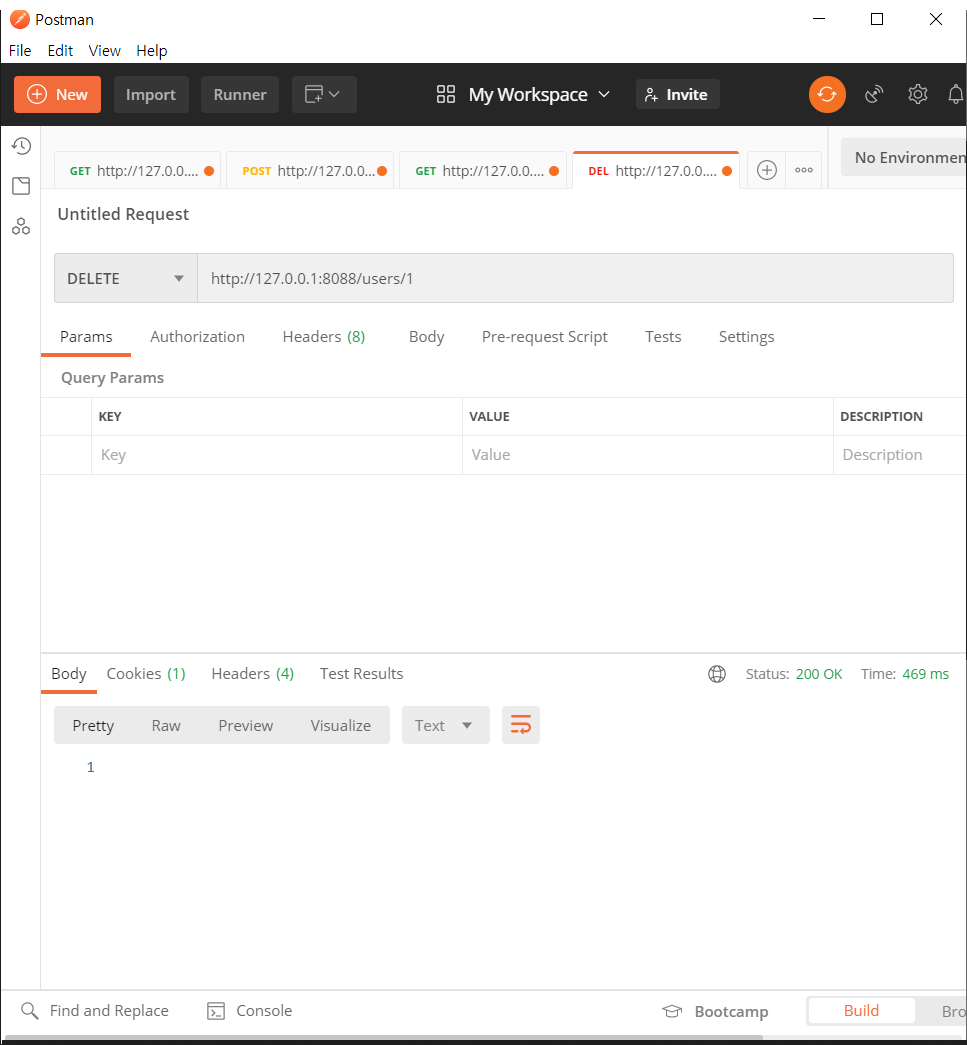 Postman
File Edit View Help
New Import Runner My Workspace Invite
GET http://127.0.0.... POST http://127.0.0... GET http://127.0.0.... DEL http://127.0.0.... No Environmen
Untitled Request
DELETE http://127.0.0.1:8088/users/1
Params Authorization Headers (8) Body Pre-request Script Tests Settings
Query Params
KEY VALUE DESCRIPTION
Key Value Description
Body Cookies (1) Headers (4) Test Results Status: 200 OK Time: 469 ms
Pretty Raw Preview Visualize Text
1
Find and Replace Console Bootcamp Build Bro